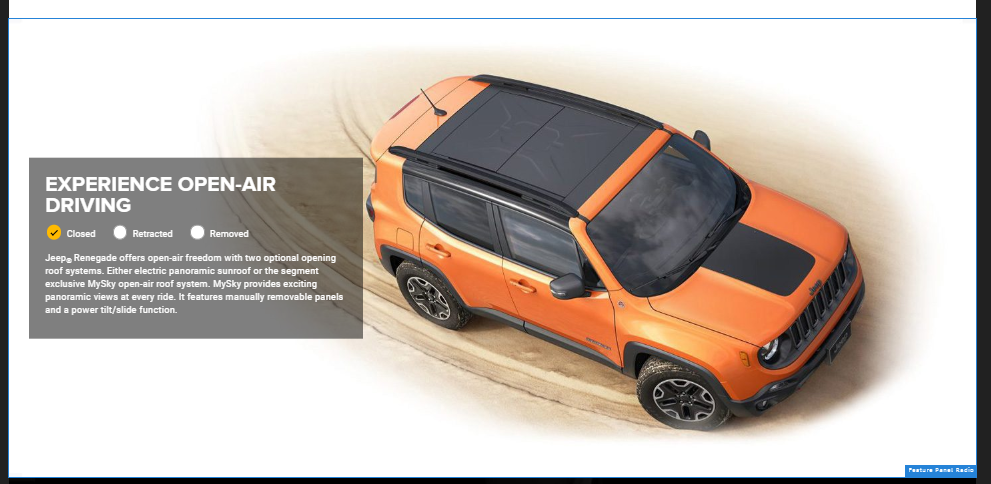 EXPERIENCE OPEN-AIR
DRIVING
Closed Retracted Removed
Jeep® Renegade offers open-air freedom with two optional opening
roof systems. Either electric panoramic sunroof or the segment
exclusive MySky open-air roof system. MySky provides exciting
panoramic views at every ride. It features manually removable panels
and a power tilt/slide function.
Jeep
Feature Panel Radio